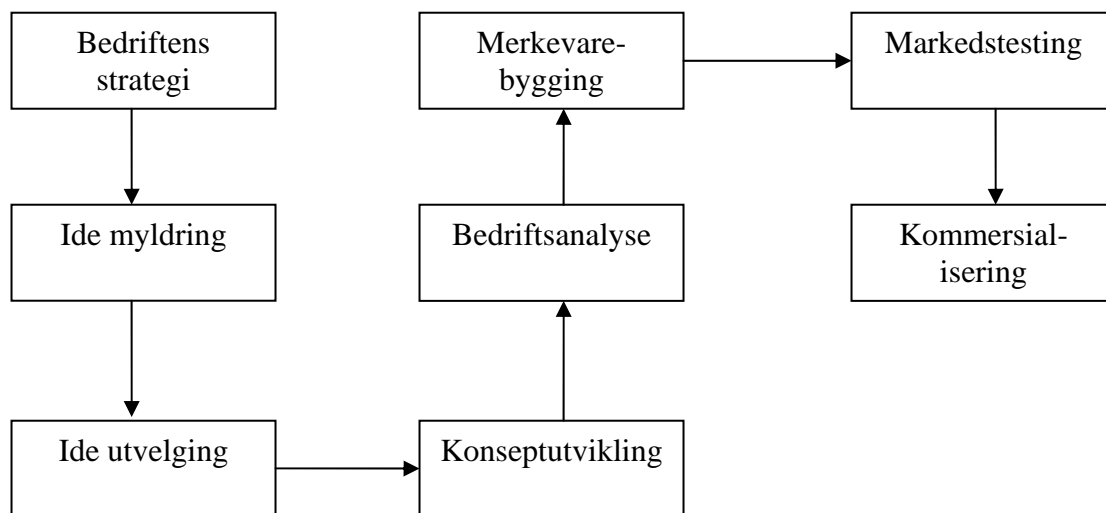 Bedriftens
strategi
Ide myldring
Ide utvelging
Konseptutvikling
Bedriftsanalyse
Merkevare-
bygging
Markedstesting
Kommersial-
isering